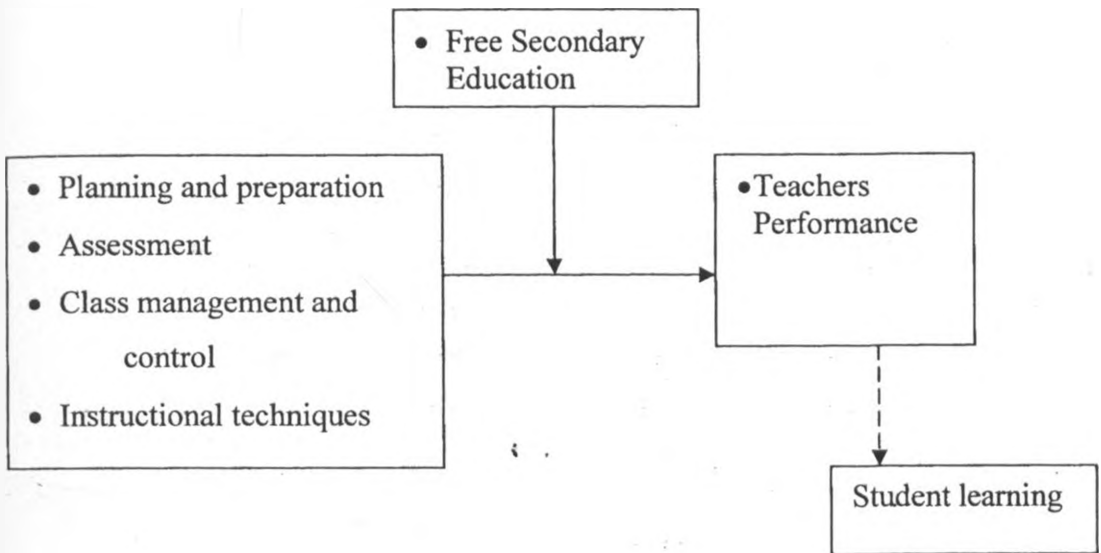 • Free Secondary
Education
• Planning and preparation
• Assessment
• Class management and
control
• Instructional techniques
•Teachers
Performance
Student learning